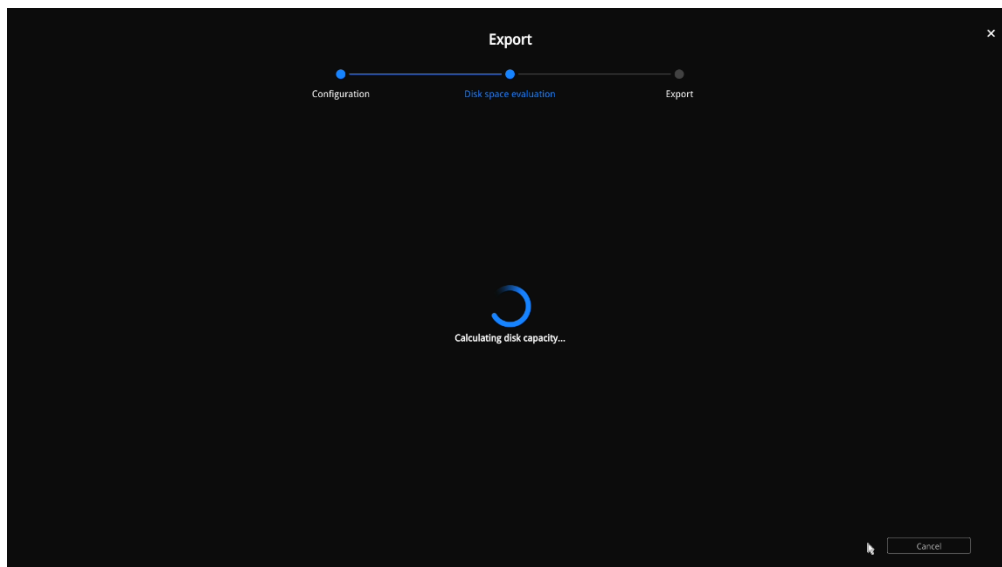 Export
Configuration
Disk space evaluation
Export
Calculating disk capacity...
Cancel